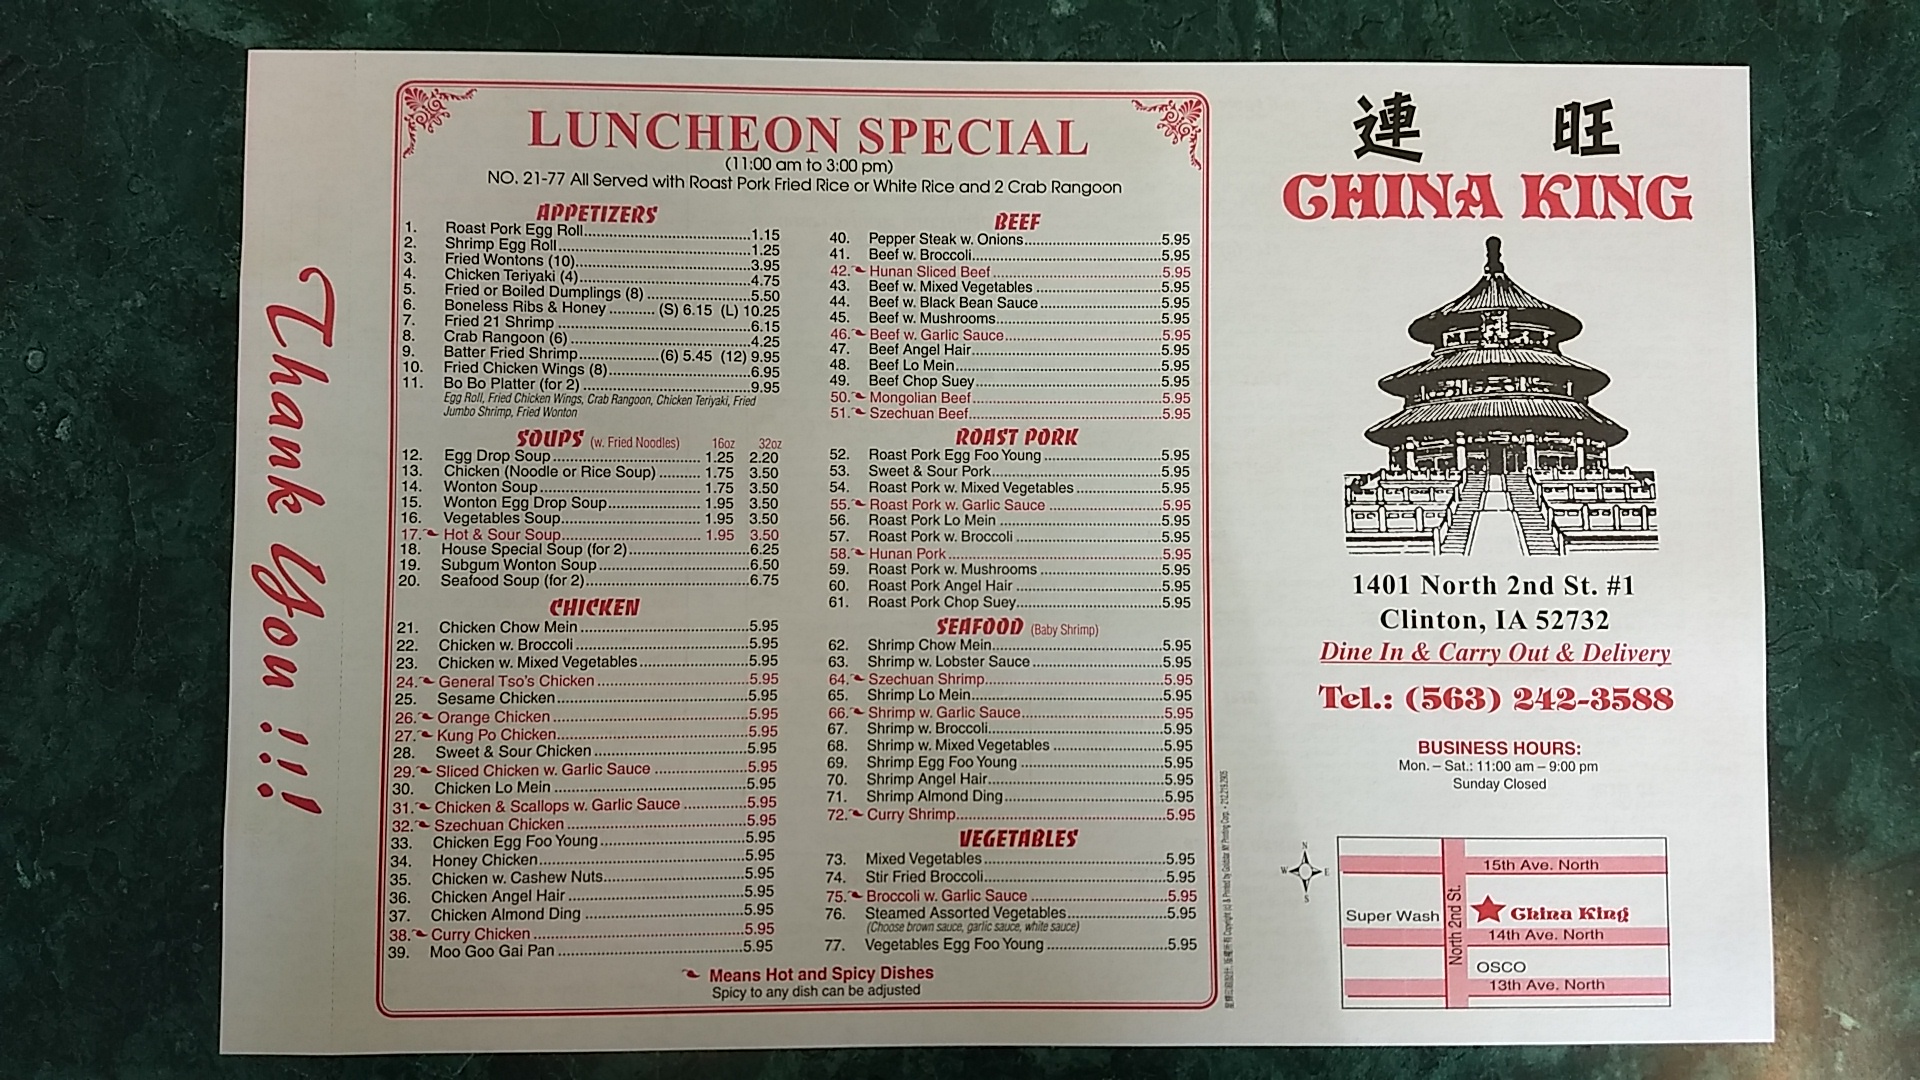 Thank You !!!
LUNCHEON SPECIAL
(11:00 am to 3:00 pm)
NO. 21-77 All Served with Roast Pork Fried Rice or White Rice and 2 Crab Rangoon
APPETIZERS
1. Roast Pork Egg Roll 1.15
2. Shrimp Egg Roll 1.25
3. Fried Wontons (10) 3.95
4. Chicken Teriyaki (4) 4.75
5. Fried or Boiled Dumplings (8) 5.50
6. Boneless Ribs & Honey (S) 6.15 (L) 10.25
7. Fried 21 Shrimp 6.15
8. Crab Rangoon (6) 4.25
9. Batter Fried Shrimp (6) 5.45 (12) 9.95
10. Fried Chicken Wings (8) 6.95
11. Bo Bo Platter (for 2) 9.95
Egg Roll, Fried Chicken Wings, Crab Rangoon, Chicken Teriyaki, Fried
Jumbo Shrimp, Fried Wonton
SOUPS (w. Fried Noodles) 16oz 32oz
12. Egg Drop Soup 1.25 2.20
13. Chicken (Noodle or Rice Soup) 1.75 3.50
14. Wonton Soup 1.75 3.50
15. Wonton Egg Drop Soup 1.95 3.50
16. Vegetables Soup 1.95 3.50
17. Hot & Sour Soup 1.95 3.50
18. House Special Soup (for 2) 6.25
19. Subgum Wonton Soup 6.50
20. Seafood Soup (for 2) 6.75
CHICKEN
21. Chicken Chow Mein 5.95
22. Chicken w. Broccoli 5.95
23. Chicken w. Mixed Vegetables 5.95
24. General Tso's Chicken 5.95
25. Sesame Chicken 5.95
26. Orange Chicken 5.95
27. Kung Po Chicken 5.95
28. Sweet & Sour Chicken 5.95
29. Sliced Chicken w. Garlic Sauce 5.95
30. Chicken Lo Mein 5.95
31. Chicken & Scallops w. Garlic Sauce 5.95
32. Szechuan Chicken 5.95
33. Chicken Egg Foo Young 5.95
34. Honey Chicken 5.95
35. Chicken w. Cashew Nuts 5.95
36. Chicken Angel Hair 5.95
37. Chicken Almond Ding 5.95
38. Curry Chicken 5.95
39. Moo Goo Gai Pan 5.95
BEEF
40. Pepper Steak w. Onions 5.95
41. Beef w. Broccoli 5.95
42. Hunan Sliced Beef 5.95
43. Beef w. Mixed Vegetables 5.95
44. Beef w. Black Bean Sauce 5.95
45. Beef w. Mushrooms 5.95
46. Beef w. Garlic Sauce 5.95
47. Beef Angel Hair 5.95
48. Beef Lo Mein 5.95
49. Beef Chop Suey 5.95
50. Mongolian Beef 5.95
51. Szechuan Beef 5.95
ROAST PORK
52. Roast Pork Egg Foo Young 5.95
53. Sweet & Sour Pork 5.95
54. Roast Pork w. Mixed Vegetables 5.95
55. Roast Pork w. Garlic Sauce 5.95
56. Roast Pork Lo Mein 5.95
57. Roast Pork w. Broccoli 5.95
58. Hunan Pork 5.95
59. Roast Pork w. Mushrooms 5.95
60. Roast Pork Angel Hair 5.95
61. Roast Pork Chop Suey 5.95
SEAFOOD (Baby Shrimp)
62. Shrimp Chow Mein 5.95
63. Shrimp w. Lobster Sauce 5.95
64. Szechuan Shrimp 5.95
65. Shrimp Lo Mein 5.95
66. Shrimp w. Garlic Sauce 5.95
67. Shrimp w. Broccoli 5.95
68. Shrimp w. Mixed Vegetables 5.95
69. Shrimp Egg Foo Young 5.95
70. Shrimp Angel Hair 5.95
71. Shrimp Almond Ding 5.95
72. Curry Shrimp 5.95
VEGETABLES
73. Mixed Vegetables 5.95
74. Stir Fried Broccoli 5.95
75. Broccoli w. Garlic Sauce 5.95
76. Steamed Assorted Vegetables 5.95
(Choose brown sauce, garlic sauce, white sauce)
77. Vegetables Egg Foo Young 5.95
Means Hot and Spicy Dishes
Spicy to any dish can be adjusted
連 旺
CHINA KING
1401 North 2nd St. #1
Clinton, IA 52732
Dine In & Carry Out & Delivery
Tel.: (563) 242-3588
BUSINESS HOURS:
Mon. – Sat.: 11:00 am – 9:00 pm
Sunday Closed
N
W E
S
15th Ave. North
Super Wash
North 2nd St.
China King
14th Ave. North
OSCO
13th Ave. North